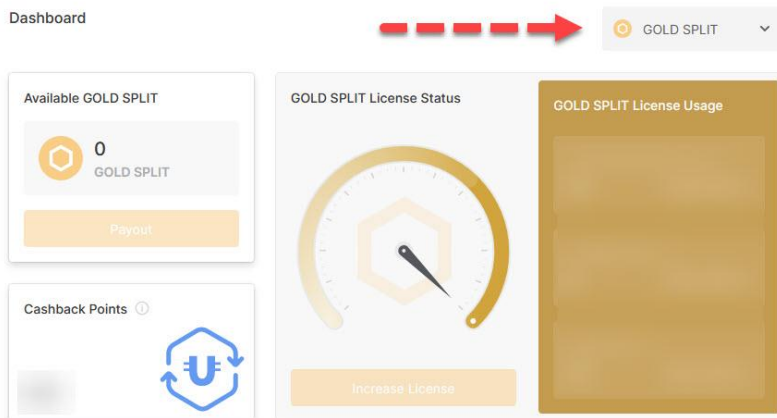 Dashboard
GOLD SPLIT
Available GOLD SPLIT
0
GOLD SPLIT
Payout
Cashback Points
GOLD SPLIT License Status
Increase License
GOLD SPLIT License Usage